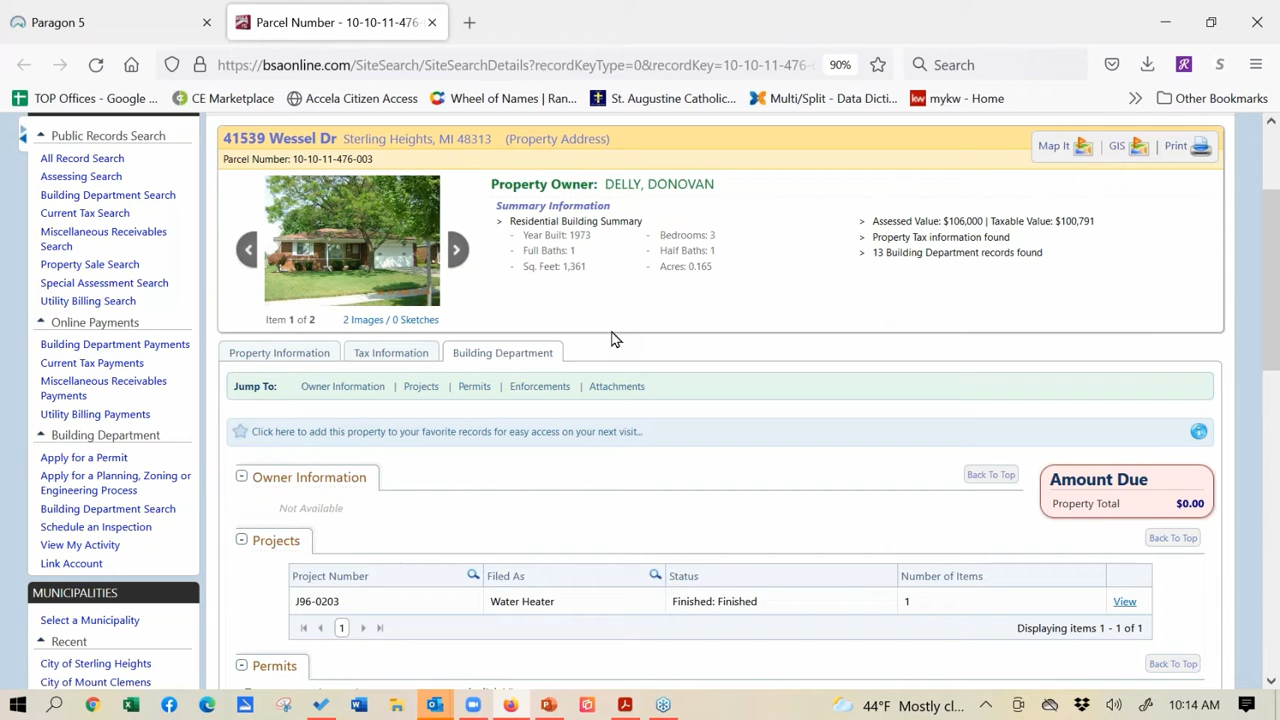 Paragon 5
Parcel Number - 10-10-11-476-
https://bsaonline.com/SiteSearch/SiteSearchDetails?recordKeyType=0&recordKey=10-10-11-476-
90%
Search
TOP Offices - Google ...
CE Marketplace
Accela Citizen Access
Wheel of Names | Ran...
St. Augustine Catholic...
Multi/Split - Data Dict...
mykw - Home
Other Bookmarks
Public Records Search
All Record Search
Assessing Search
Building Department Search
Current Tax Search
Miscellaneous Receivables
Search
Property Sale Search
Special Assessment Search
Utility Billing Search
Online Payments
Building Department Payments
Current Tax Payments
Miscellaneous Receivables
Payments
Utility Billing Payments
Building Department
Apply for a Permit
Apply for a Planning, Zoning or
Engineering Process
Building Department Search
Schedule an Inspection
View My Activity
Link Account
MUNICIPALITIES
Select a Municipality
Recent
City of Sterling Heights
City of Mount Clemens
41539 Wessel Dr Sterling Heights, MI 48313 (Property Address)
Parcel Number: 10-10-11-476-003
Map It
GIS
Print
Property Owner: DELLY, DONOVAN
Summary Information
> Residential Building Summary
- Year Built: 1973
- Bedrooms: 3
- Full Baths: 1
- Half Baths: 1
- Sq. Feet: 1,361
- Acres: 0.165
> Assessed Value: $106,000 | Taxable Value: $100,791
> Property Tax information found
> 13 Building Department records found
Item 1 of 2
2 Images / 0 Sketches
Property Information
Tax Information
Building Department
Jump To: Owner Information | Projects | Permits | Enforcements | Attachments
Click here to add this property to your favorite records for easy access on your next visit...
Owner Information
Back To Top
Not Available
Amount Due
Property Total $0.00
Projects
Back To Top
Project Number
Filed As
Status
Number of Items
J96-0203
Water Heater
Finished: Finished
1
View
1
Displaying items 1 - 1 of 1
Permits
Back To Top
44°F Mostly cl...
10:14 AM